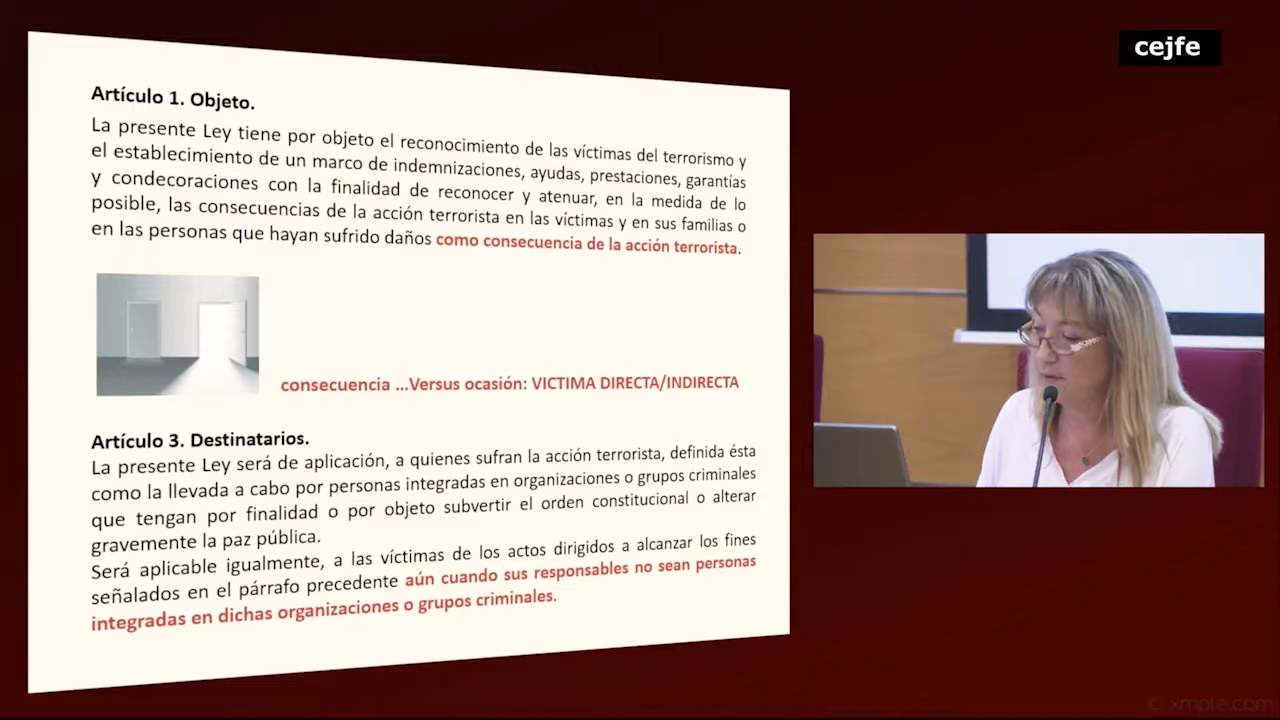 cejfe
Artículo 1. Objeto.
La presente Ley tiene por objeto el reconocimiento de las víctimas del terrorismo y
el establecimiento de un marco de indemnizaciones, ayudas, prestaciones, garantías
y condecoraciones con la finalidad de reconocer y atenuar, en la medida de lo
posible, las consecuencias de la acción terrorista en las víctimas y en sus familias o
en las personas que hayan sufrido daños como consecuencia de la acción terrorista.
consecuencia ...Versus ocasión: VICTIMA DIRECTA/INDIRECTA
Artículo 3. Destinatarios.
La presente Ley será de aplicación, a quienes sufran la acción terrorista, definida ésta
como la llevada a cabo por personas integradas en organizaciones o grupos criminales
que tengan por finalidad o por objeto subvertir el orden constitucional o alterar
gravemente la paz pública.
Será aplicable igualmente, a las víctimas de los actos dirigidos a alcanzar los fines
señalados en el párrafo precedente aún cuando sus responsables no sean personas
integradas en dichas organizaciones o grupos criminales.
© xmple.com